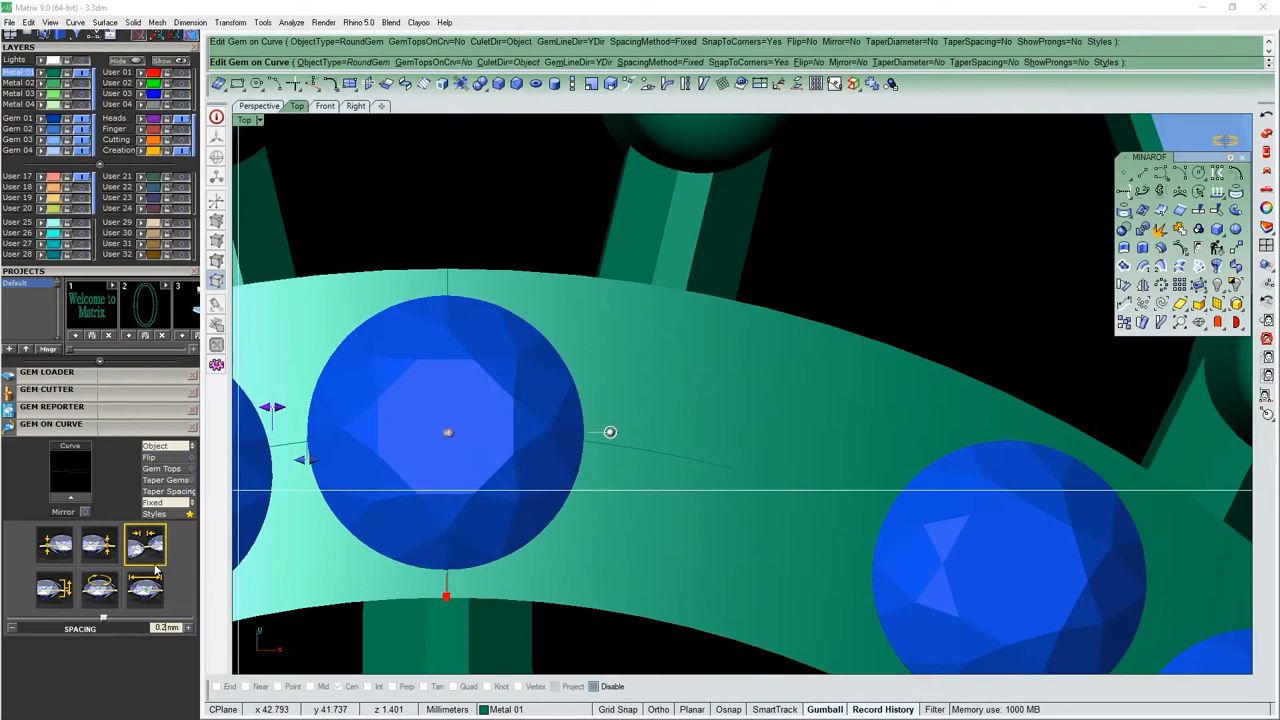 Matrix 9.0 (64-bit) - 3.3dm
File Edit View Curve Surface Solid Mesh Dimension Transform Tools Analyze Render Rhino 5.0 Blend Clayoo Help
LAYERS
Edit Gem on Curve ( ObjectType=RoundGem GemTopsOnCrv=No CuletDir=Object GemLineDir=YDir SpacingMethod=Fixed SnapToCorners=Yes Flip=No Mirror=No TaperDiameter=No TaperSpacing=No ShowProngs=No Styles ):
Edit Gem on Curve ( ObjectType=RoundGem GemTopsOnCrv=No CuletDir=Object GemLineDir=YDir SpacingMethod=Fixed SnapToCorners=Yes Flip=No Mirror=No TaperDiameter=No TaperSpacing=No ShowProngs=No Styles ):
Lights Hide Show
Metal 01 User 01
Metal 02 User 02
Metal 03 User 03
Metal 04 User 04
Gem 01 Heads
Gem 02 Finger
Gem 03 Cutting
Gem 04 Creation
User 17 User 21
User 18 User 22
User 19 User 23
User 20 User 24
User 25 User 29
User 26 User 30
User 27 User 31
User 28 User 32
Perspective Top Front Right
Top
MINAROF
PROJECTS
Default
1 2 3
Welcome to Matrix
Mngr
GEM LOADER
GEM CUTTER
GEM REPORTER
GEM ON CURVE
Curve Object
Flip
Gem Tops
Taper Gems
Taper Spacing
Fixed
Mirror Styles
SPACING 0.2mm
y
x
End Near Point Mid Cen Int Perp Tan Quad Knot Vertex Project Disable
CPlane x 42.793 y 41.737 z 1.401 Millimeters Metal 01 Grid Snap Ortho Planar Osnap SmartTrack Gumball Record History Filter Memory use: 1000 MB